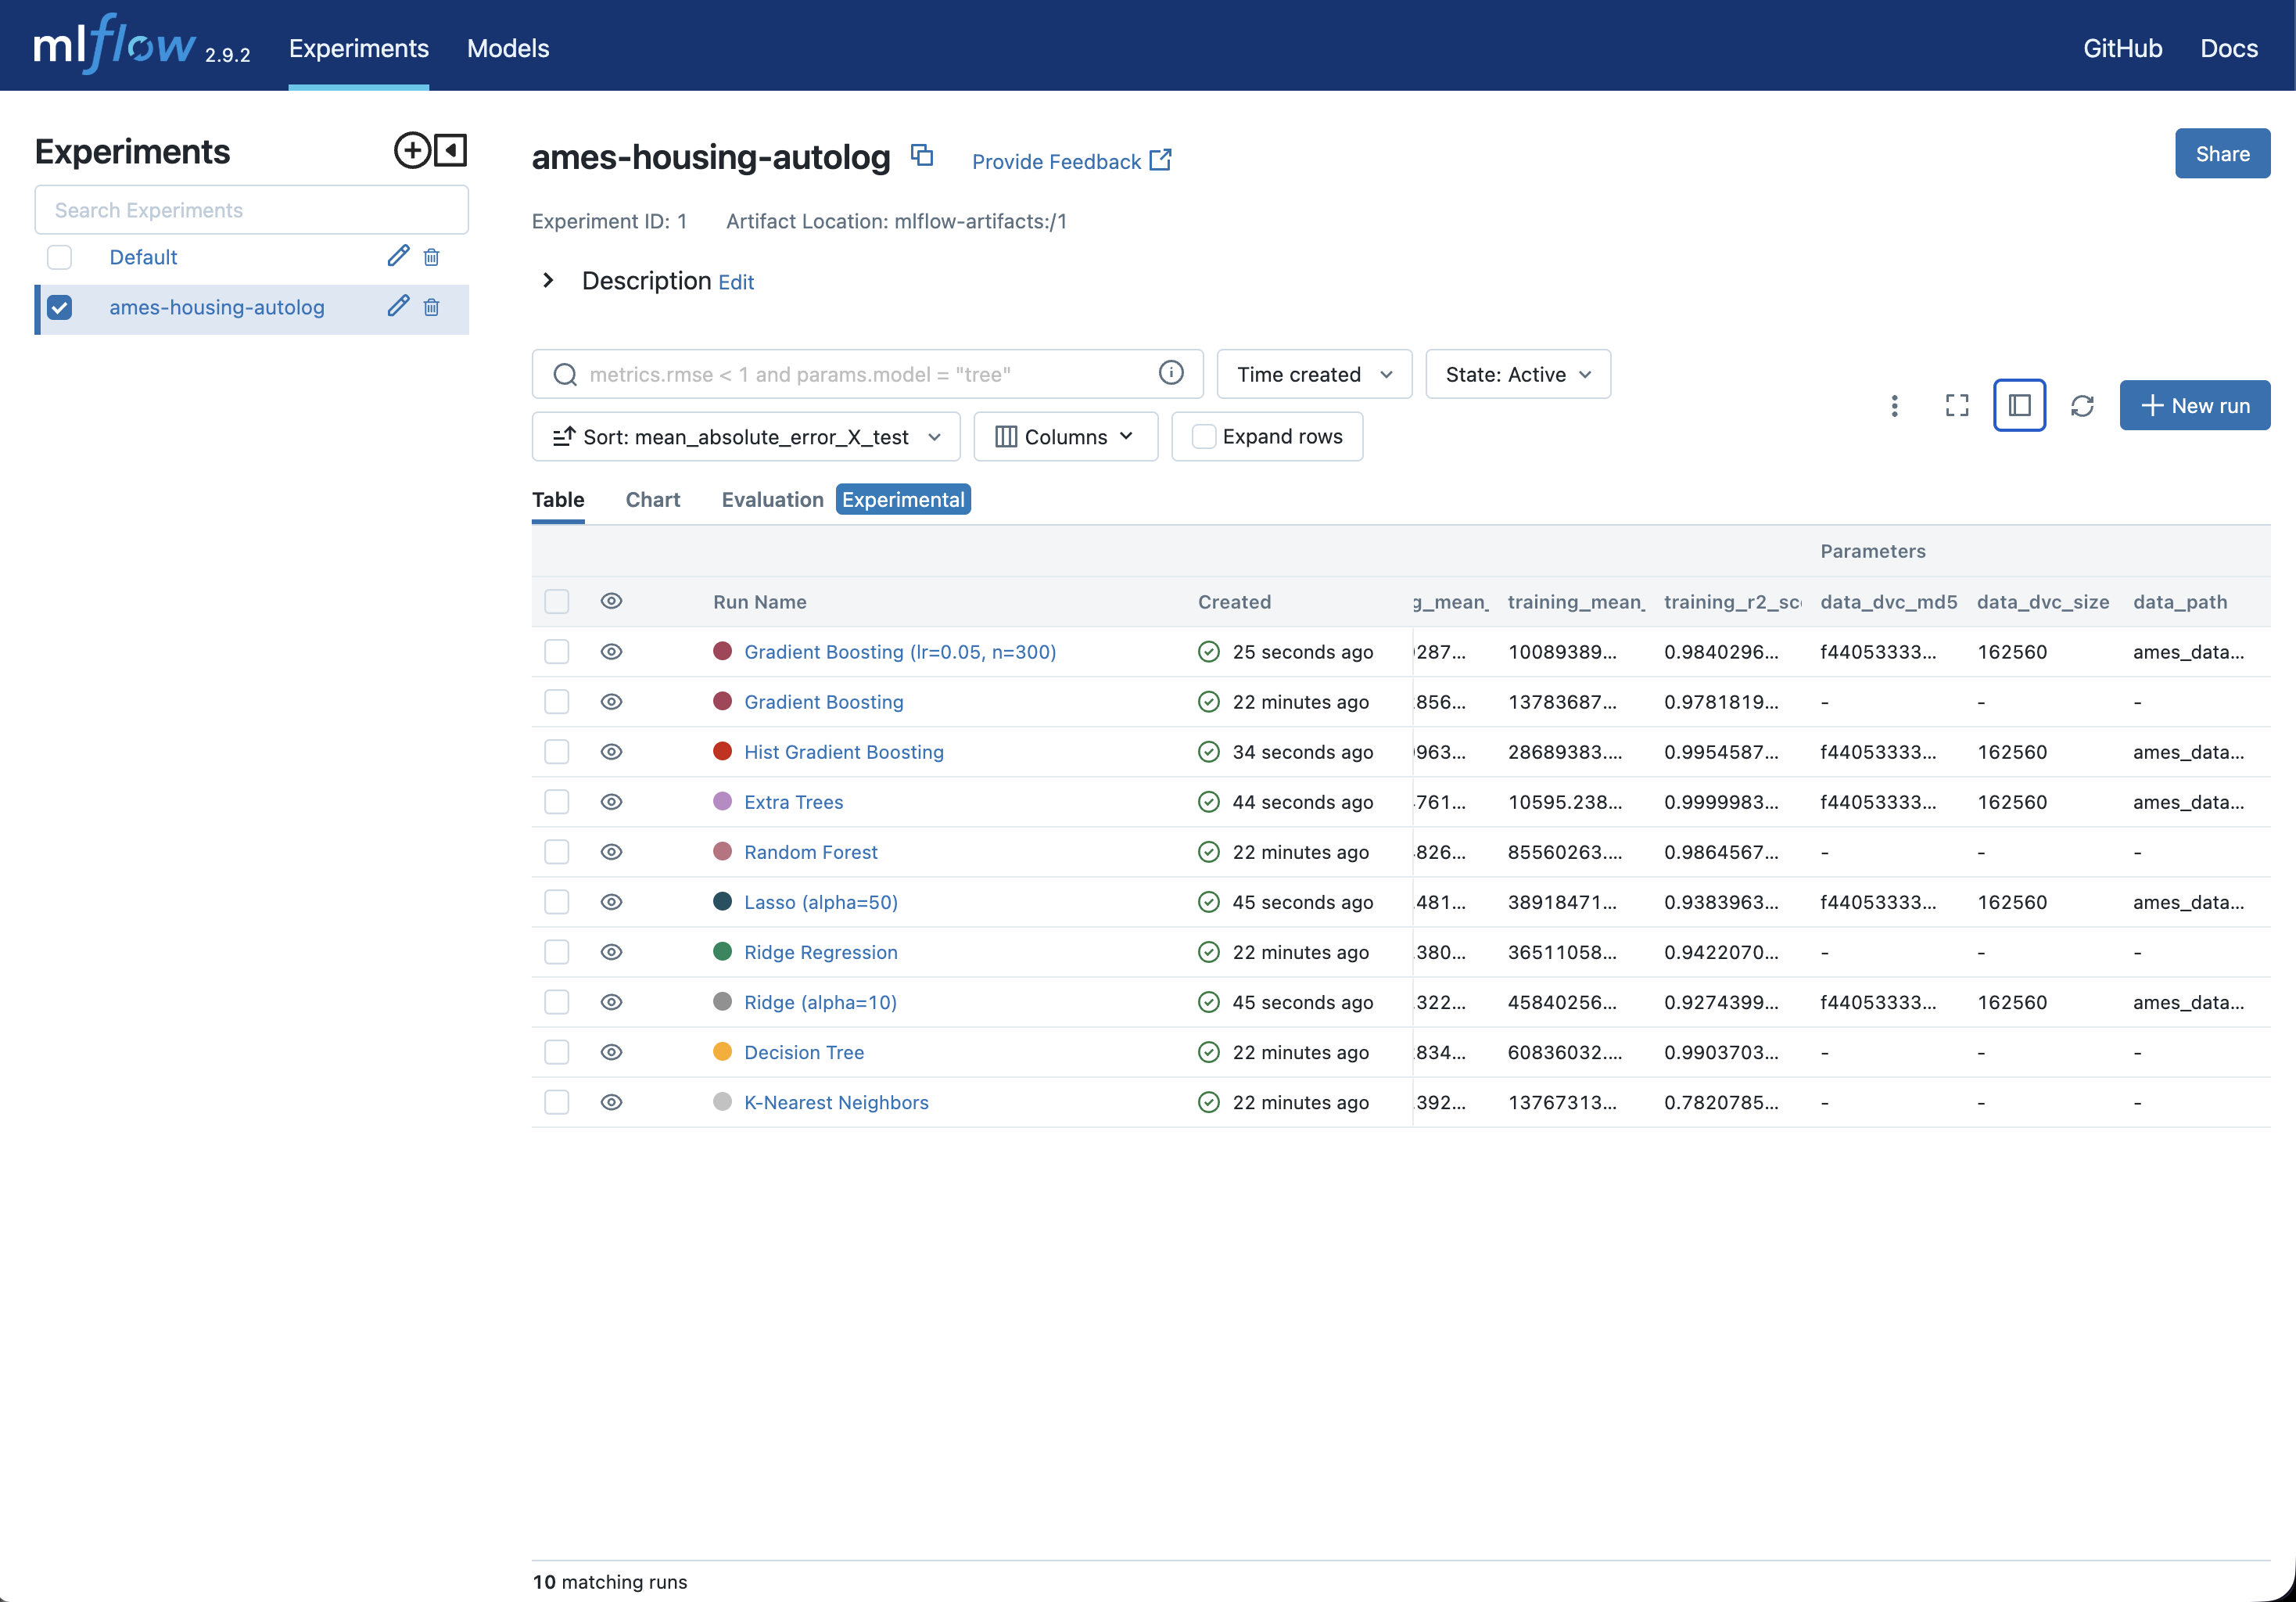 mlflow 2.9.2 Experiments Models GitHub Docs
Experiments
Search Experiments
Default
ames-housing-autolog
ames-housing-autolog Provide Feedback Share
Experiment ID: 1 Artifact Location: mlflow-artifacts:/1
Description Edit
metrics.rmse < 1 and params.model = "tree" Time created State: Active
Sort: mean_absolute_error_X_test Columns Expand rows
New run
Table Chart Evaluation Experimental
Parameters
Run Name Created g_mean_ training_mean_ training_r2_sc data_dvc_md5 data_dvc_size data_path
Gradient Boosting (lr=0.05, n=300) 25 seconds ago 287... 10089389... 0.9840296... f44053333... 162560 ames_data...
Gradient Boosting 22 minutes ago 856... 13783687... 0.9781819... - - -
Hist Gradient Boosting 34 seconds ago 963... 28689383.... 0.9954587... f44053333... 162560 ames_data...
Extra Trees 44 seconds ago 761... 10595.238... 0.9999983... f44053333... 162560 ames_data...
Random Forest 22 minutes ago 826... 85560263.... 0.9864567... - - -
Lasso (alpha=50) 45 seconds ago 481... 38918471... 0.9383963... f44053333... 162560 ames_data...
Ridge Regression 22 minutes ago 380... 36511058... 0.9422070... - - -
Ridge (alpha=10) 45 seconds ago 322... 45840256... 0.9274399... f44053333... 162560 ames_data...
Decision Tree 22 minutes ago 834... 60836032.... 0.9903703... - - -
K-Nearest Neighbors 22 minutes ago 392... 13767313... 0.7820785... - - -
10 matching runs